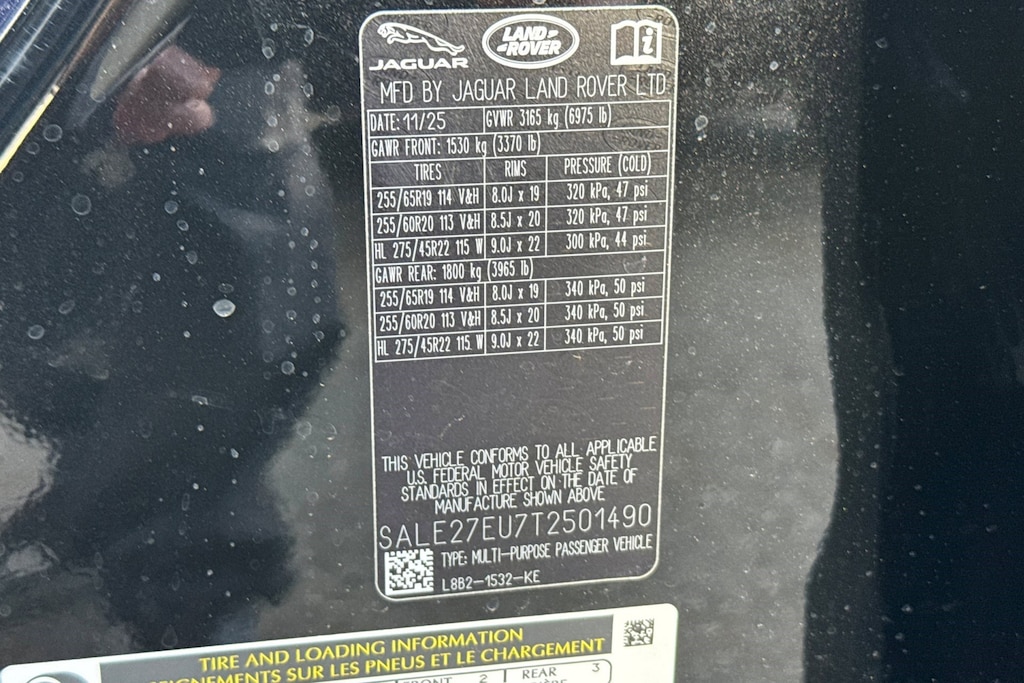 JAGUAR
LAND ROVER
i
MFD BY JAGUAR LAND ROVER LTD
DATE: 11/25 GVWR 3165 kg (6975 lb)
GAWR FRONT: 1530 kg (3370 lb)
TIRES RIMS PRESSURE (COLD)
255/65R19 114 V&H 8.0J x 19 320 kPa, 47 psi
255/60R20 113 V&H 8.5J x 20 320 kPa, 47 psi
HL 275/45R22 115 W 9.0J x 22 300 kPa, 44 psi
GAWR REAR: 1800 kg (3965 lb)
255/65R19 114 V&H 8.0J x 19 340 kPa, 50 psi
255/60R20 113 V&H 8.5J x 20 340 kPa, 50 psi
HL 275/45R22 115 W 9.0J x 22 340 kPa, 50 psi
THIS VEHICLE CONFORMS TO ALL APPLICABLE
U.S. FEDERAL MOTOR VEHICLE SAFETY
STANDARDS IN EFFECT ON THE DATE OF
MANUFACTURE SHOWN ABOVE
SALE27EU7T2501490
TYPE: MULTI-PURPOSE PASSENGER VEHICLE
L8B2-1532-KE
TIRE AND LOADING INFORMATION
SUR LES PNEUS ET LE CHARGEMENT
FRONT 2 REAR 3